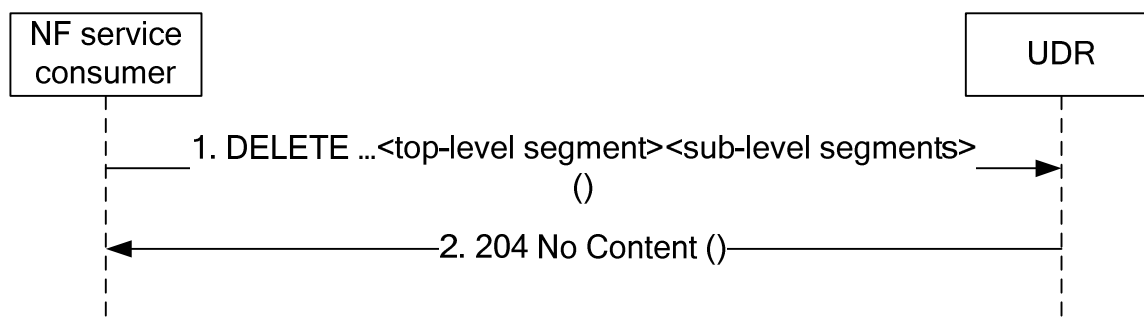 NF service
consumer
UDR
1. DELETE ...<top-level segment><sub-level segments>
()
2. 204 No Content ()